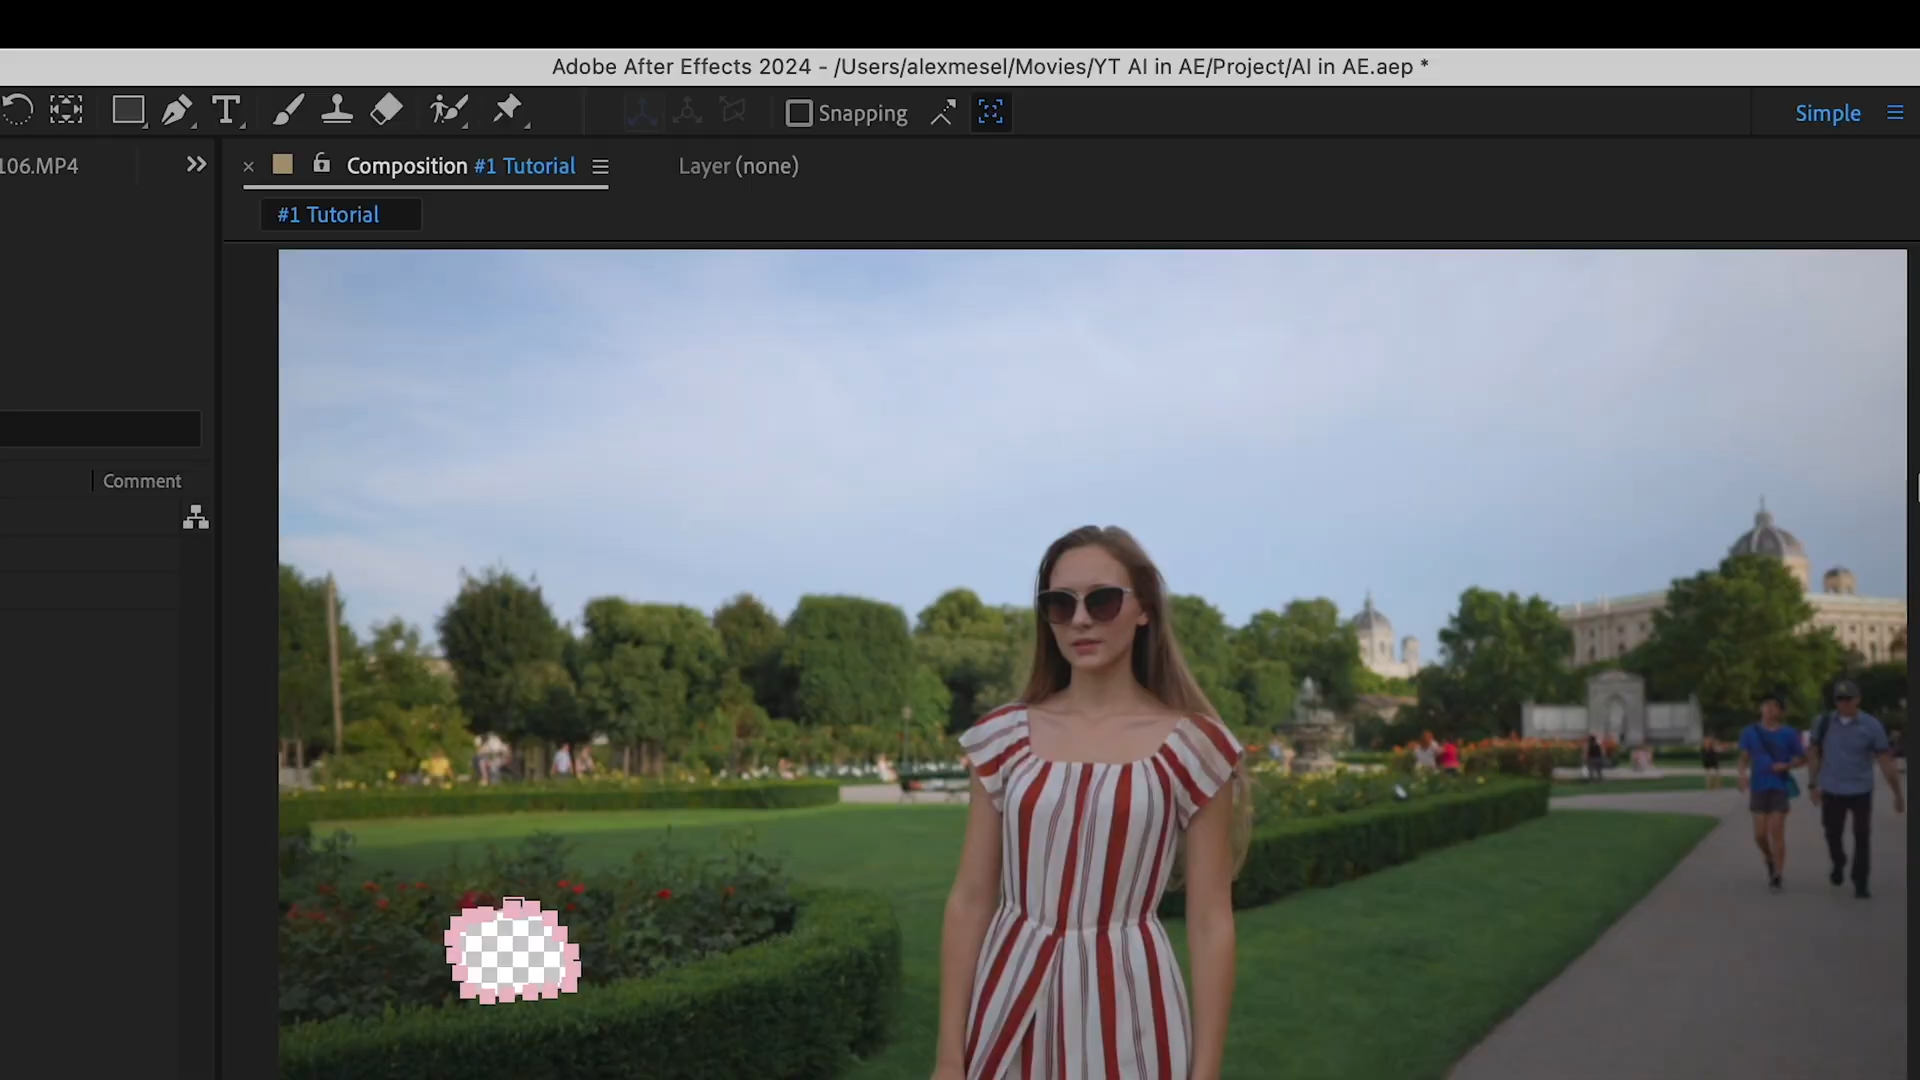 Adobe After Effects 2024 - /Users/alexmesel/Movies/YT AI in AE/Project/AI in AE.aep *
Snapping
Simple
106.MP4
Composition #1 Tutorial
Layer (none)
#1 Tutorial
Comment